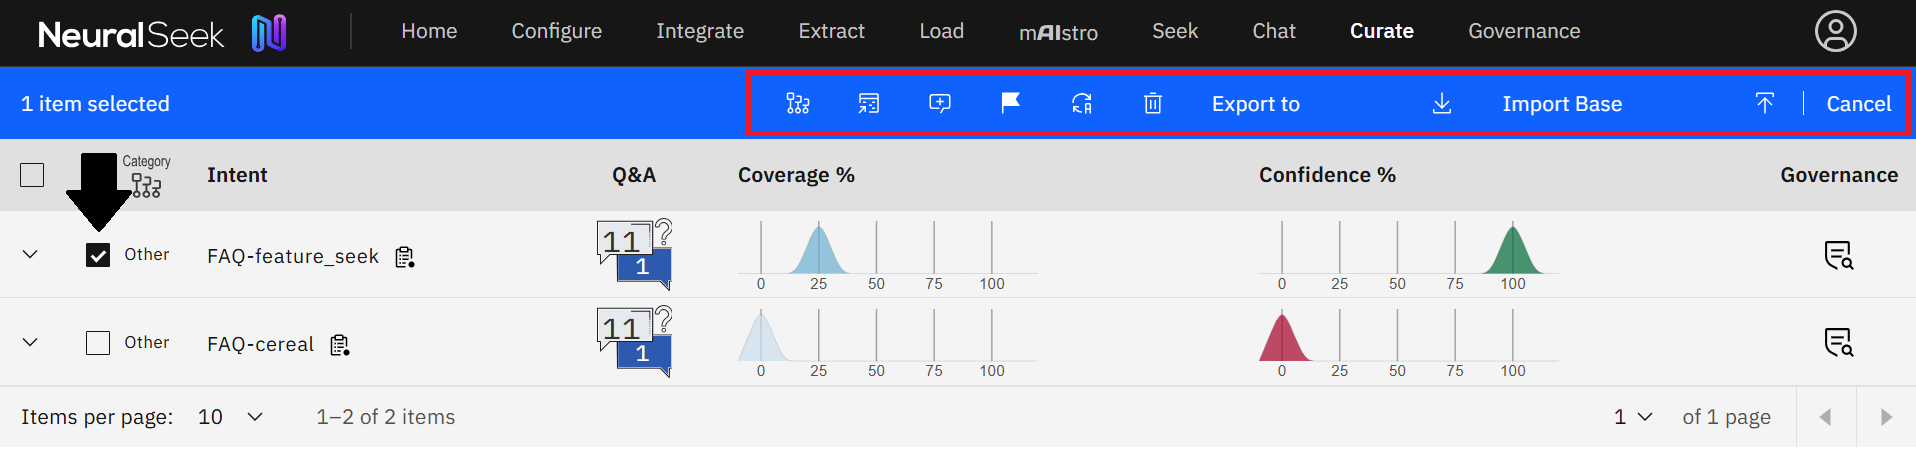 NeuralSeek Home Configure Integrate Extract Load mAIstro Seek Chat Curate Governance
1 item selected Export to Import Base Cancel
Category
Intent Q&A Coverage % Confidence % Governance
Other FAQ-feature_seek 11 ? 1
0 25 50 75 100 0 25 50 75 100
Other FAQ-cereal 11 ? 1
0 25 50 75 100 0 25 50 75 100
Items per page: 10 1–2 of 2 items 1 of 1 page